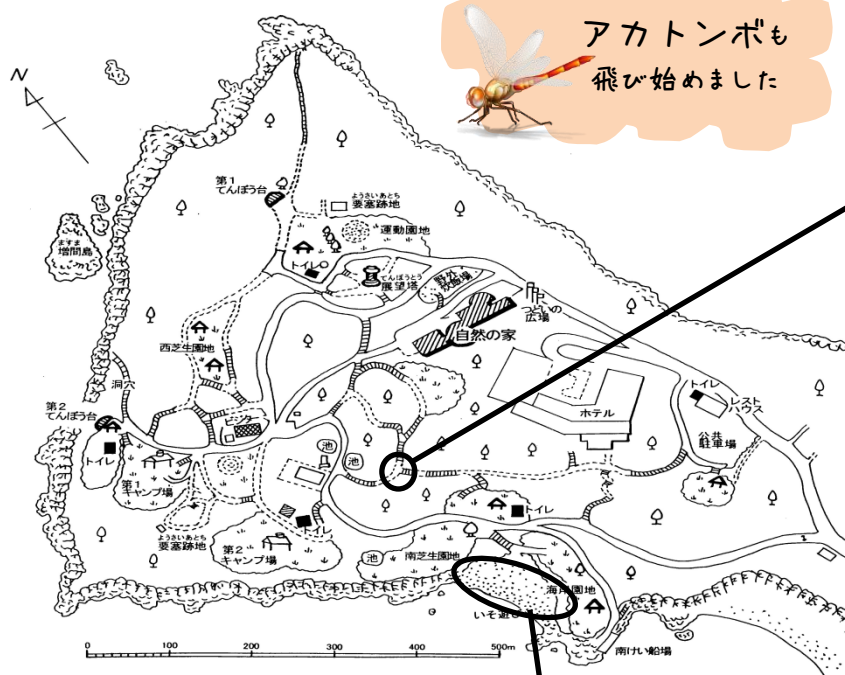 アカトンボも
飛び始めました
N
第1
てんぼう台
ようさいあとち
要塞跡地
運動園地
ますま
増間島
トイレ
てんぼうとう
展望塔
野外
炊飯場
つどいの
広場
自然の家
西芝生園地
洞穴
第2
てんぼう台
トイレ
レスト
ハウス
ホテル
公共
駐車場
池
池
トイレ
第1
キャンプ場
ようさいあとち
要塞跡地
トイレ
トイレ
第2
キャンプ場
池
南芝生園地
海岸園地
いそ遊び
南けい船場
0 100 200 300 400 500m